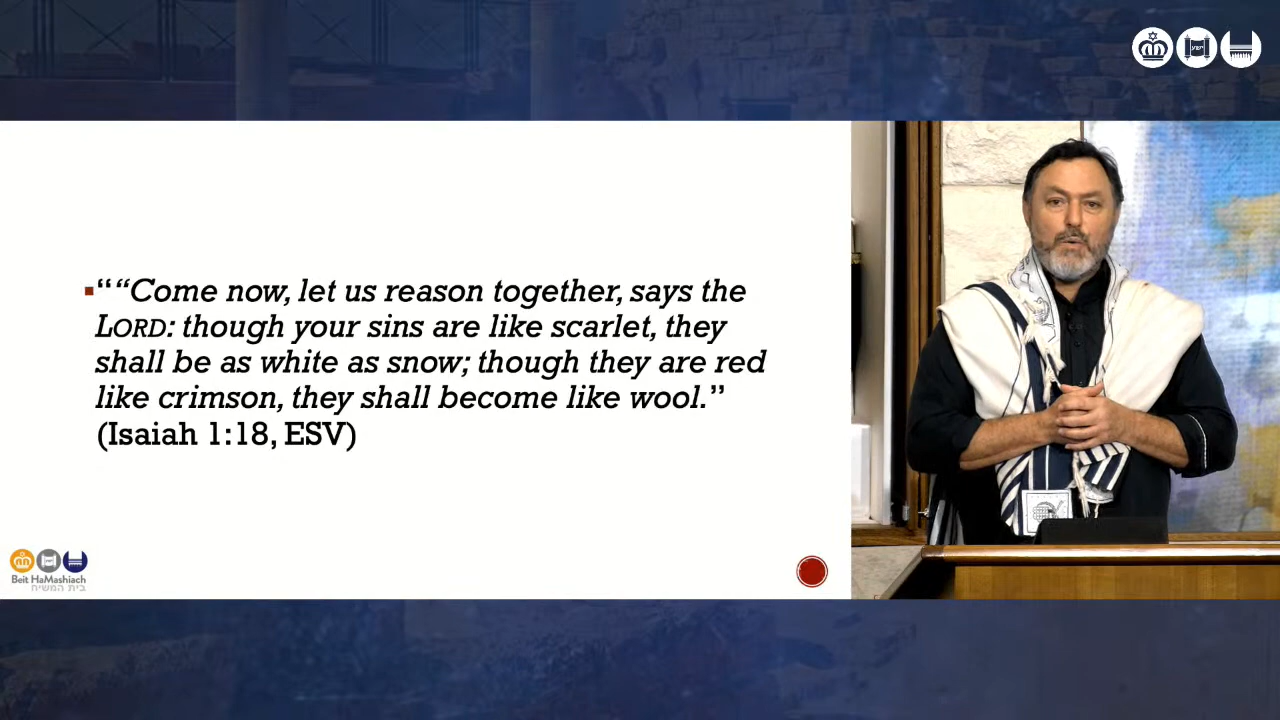 ““Come now, let us reason together, says the
LORD: though your sins are like scarlet, they
shall be as white as snow; though they are red
like crimson, they shall become like wool.”
(Isaiah 1:18, ESV)
Beit HaMashiach
בית המשיח